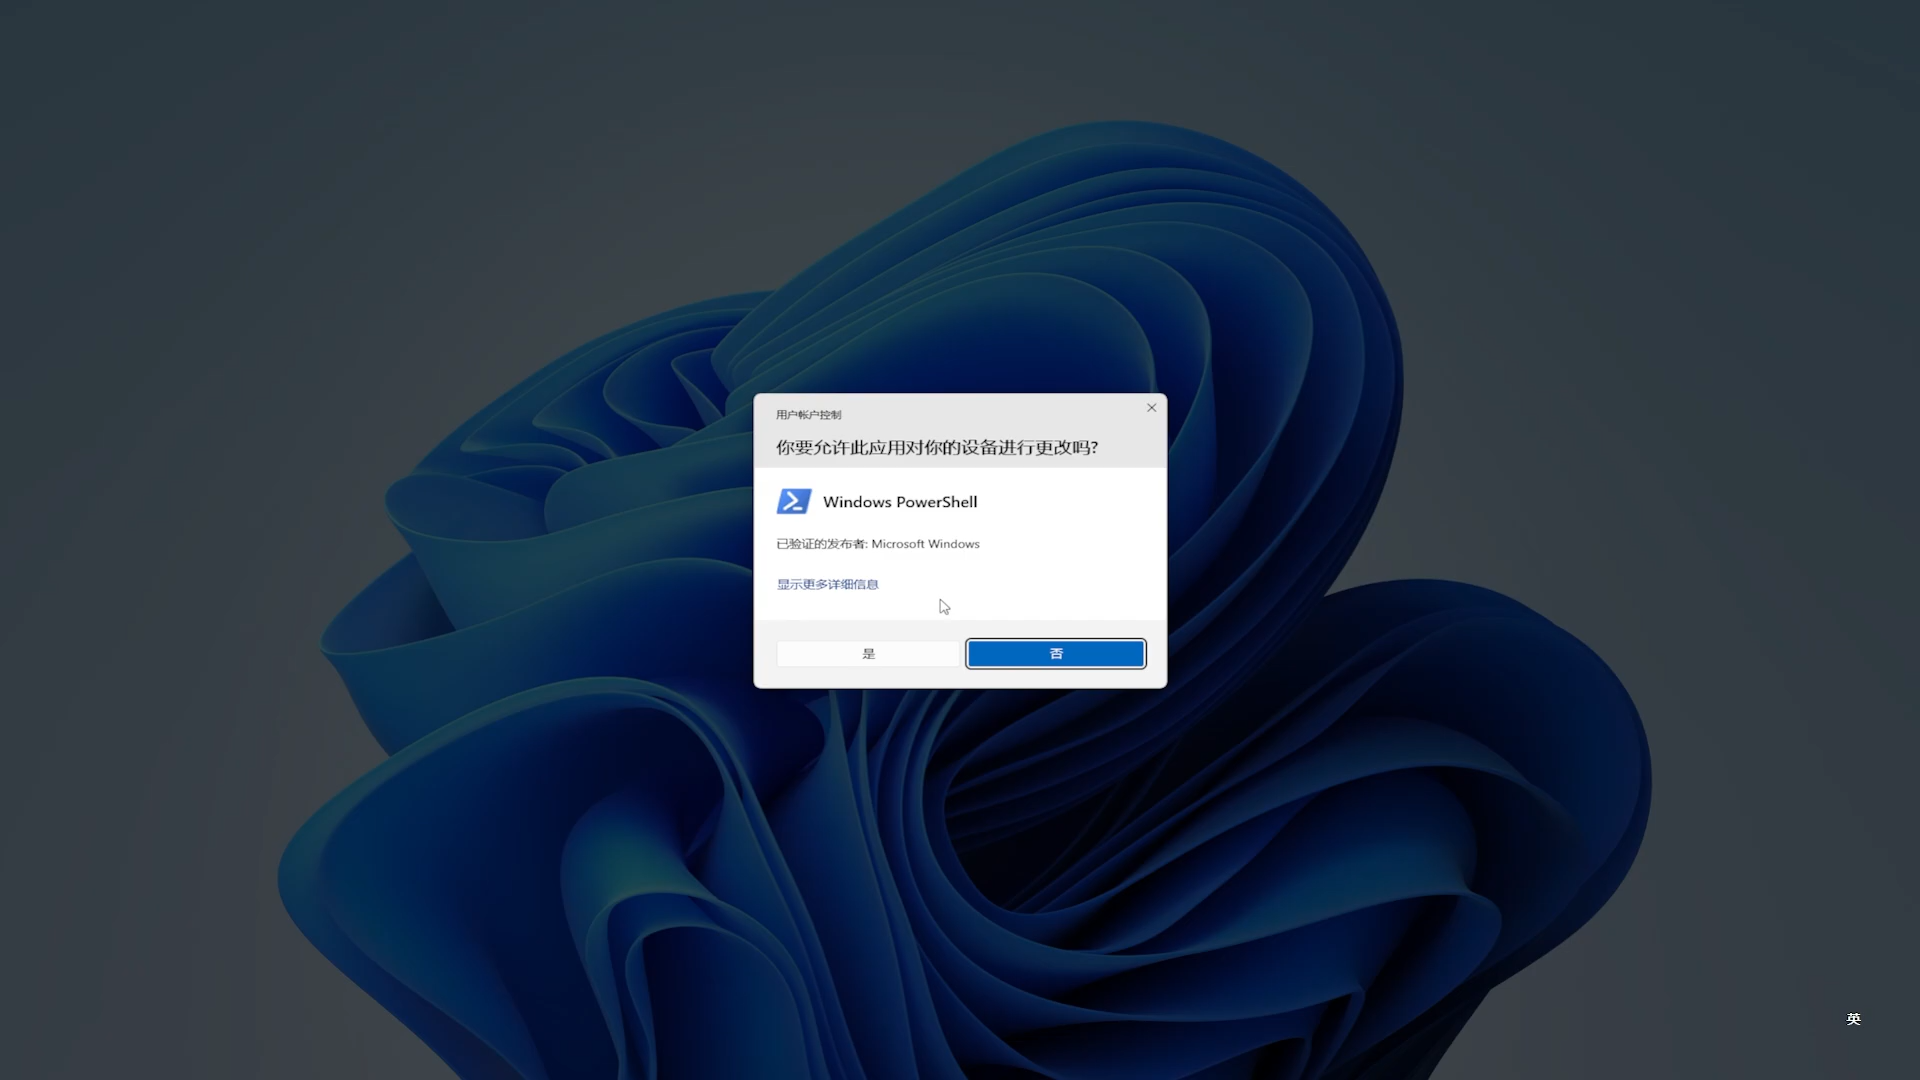 用户帐户控制
你要允许此应用对你的设备进行更改吗?
Windows PowerShell
已验证的发布者: Microsoft Windows
显示更多详细信息
是
否
英